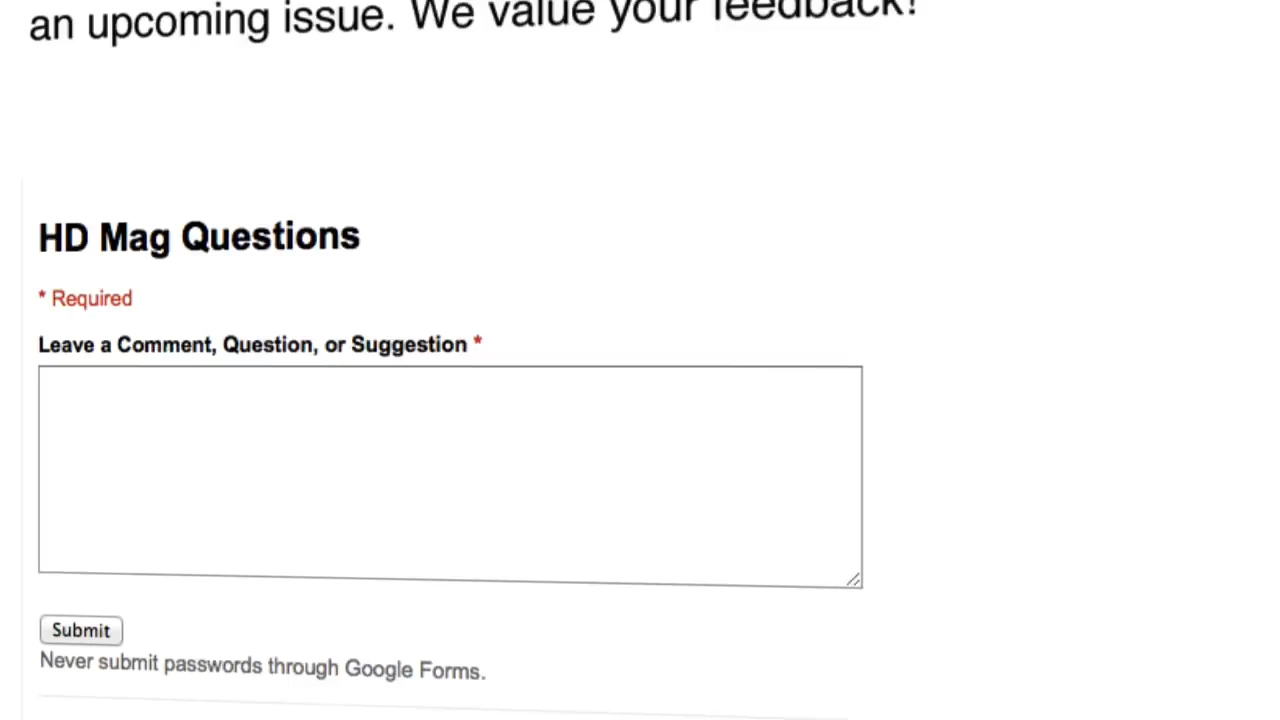 an upcoming issue. We value your feedback!
HD Mag Questions
* Required
Leave a Comment, Question, or Suggestion *
Submit
Never submit passwords through Google Forms.